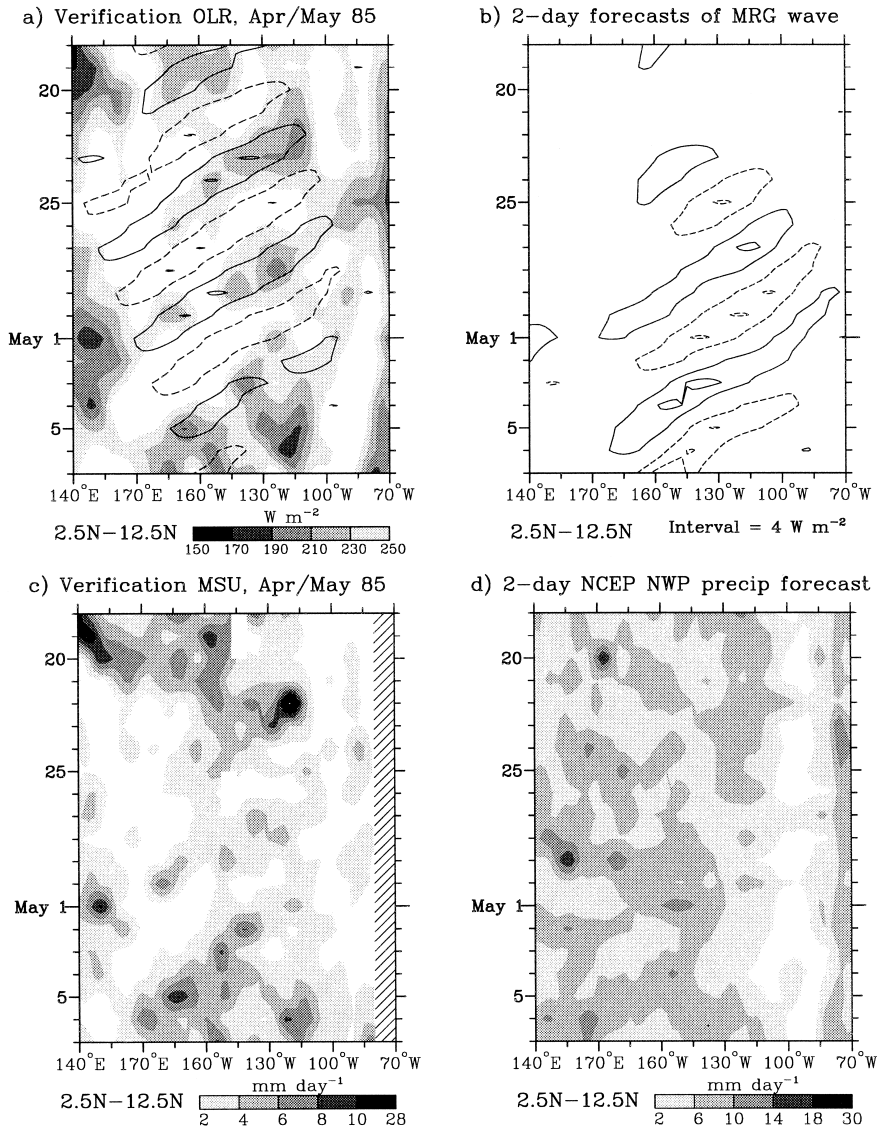 a) Verification OLR, Apr/May 85
20
25
May 1
5
140°E 170°W 160°W 130°W 100°W 70°W
W m⁻²
2.5N−12.5N
150 170 190 210 230 250
b) 2-day forecasts of MRG wave
20
25
May 1
5
140°E 170°W 160°W 130°W 100°W 70°W
2.5N−12.5N Interval = 4 W m⁻²
c) Verification MSU, Apr/May 85
20
25
May 1
5
140°E 170°W 160°W 130°W 100°W 70°W
mm day⁻¹
2.5N−12.5N
2 4 6 8 10 28
d) 2-day NCEP NWP precip forecast
20
25
May 1
5
140°E 170°W 160°W 130°W 100°W 70°W
mm day⁻¹
2.5N−12.5N
2 6 10 14 18 30